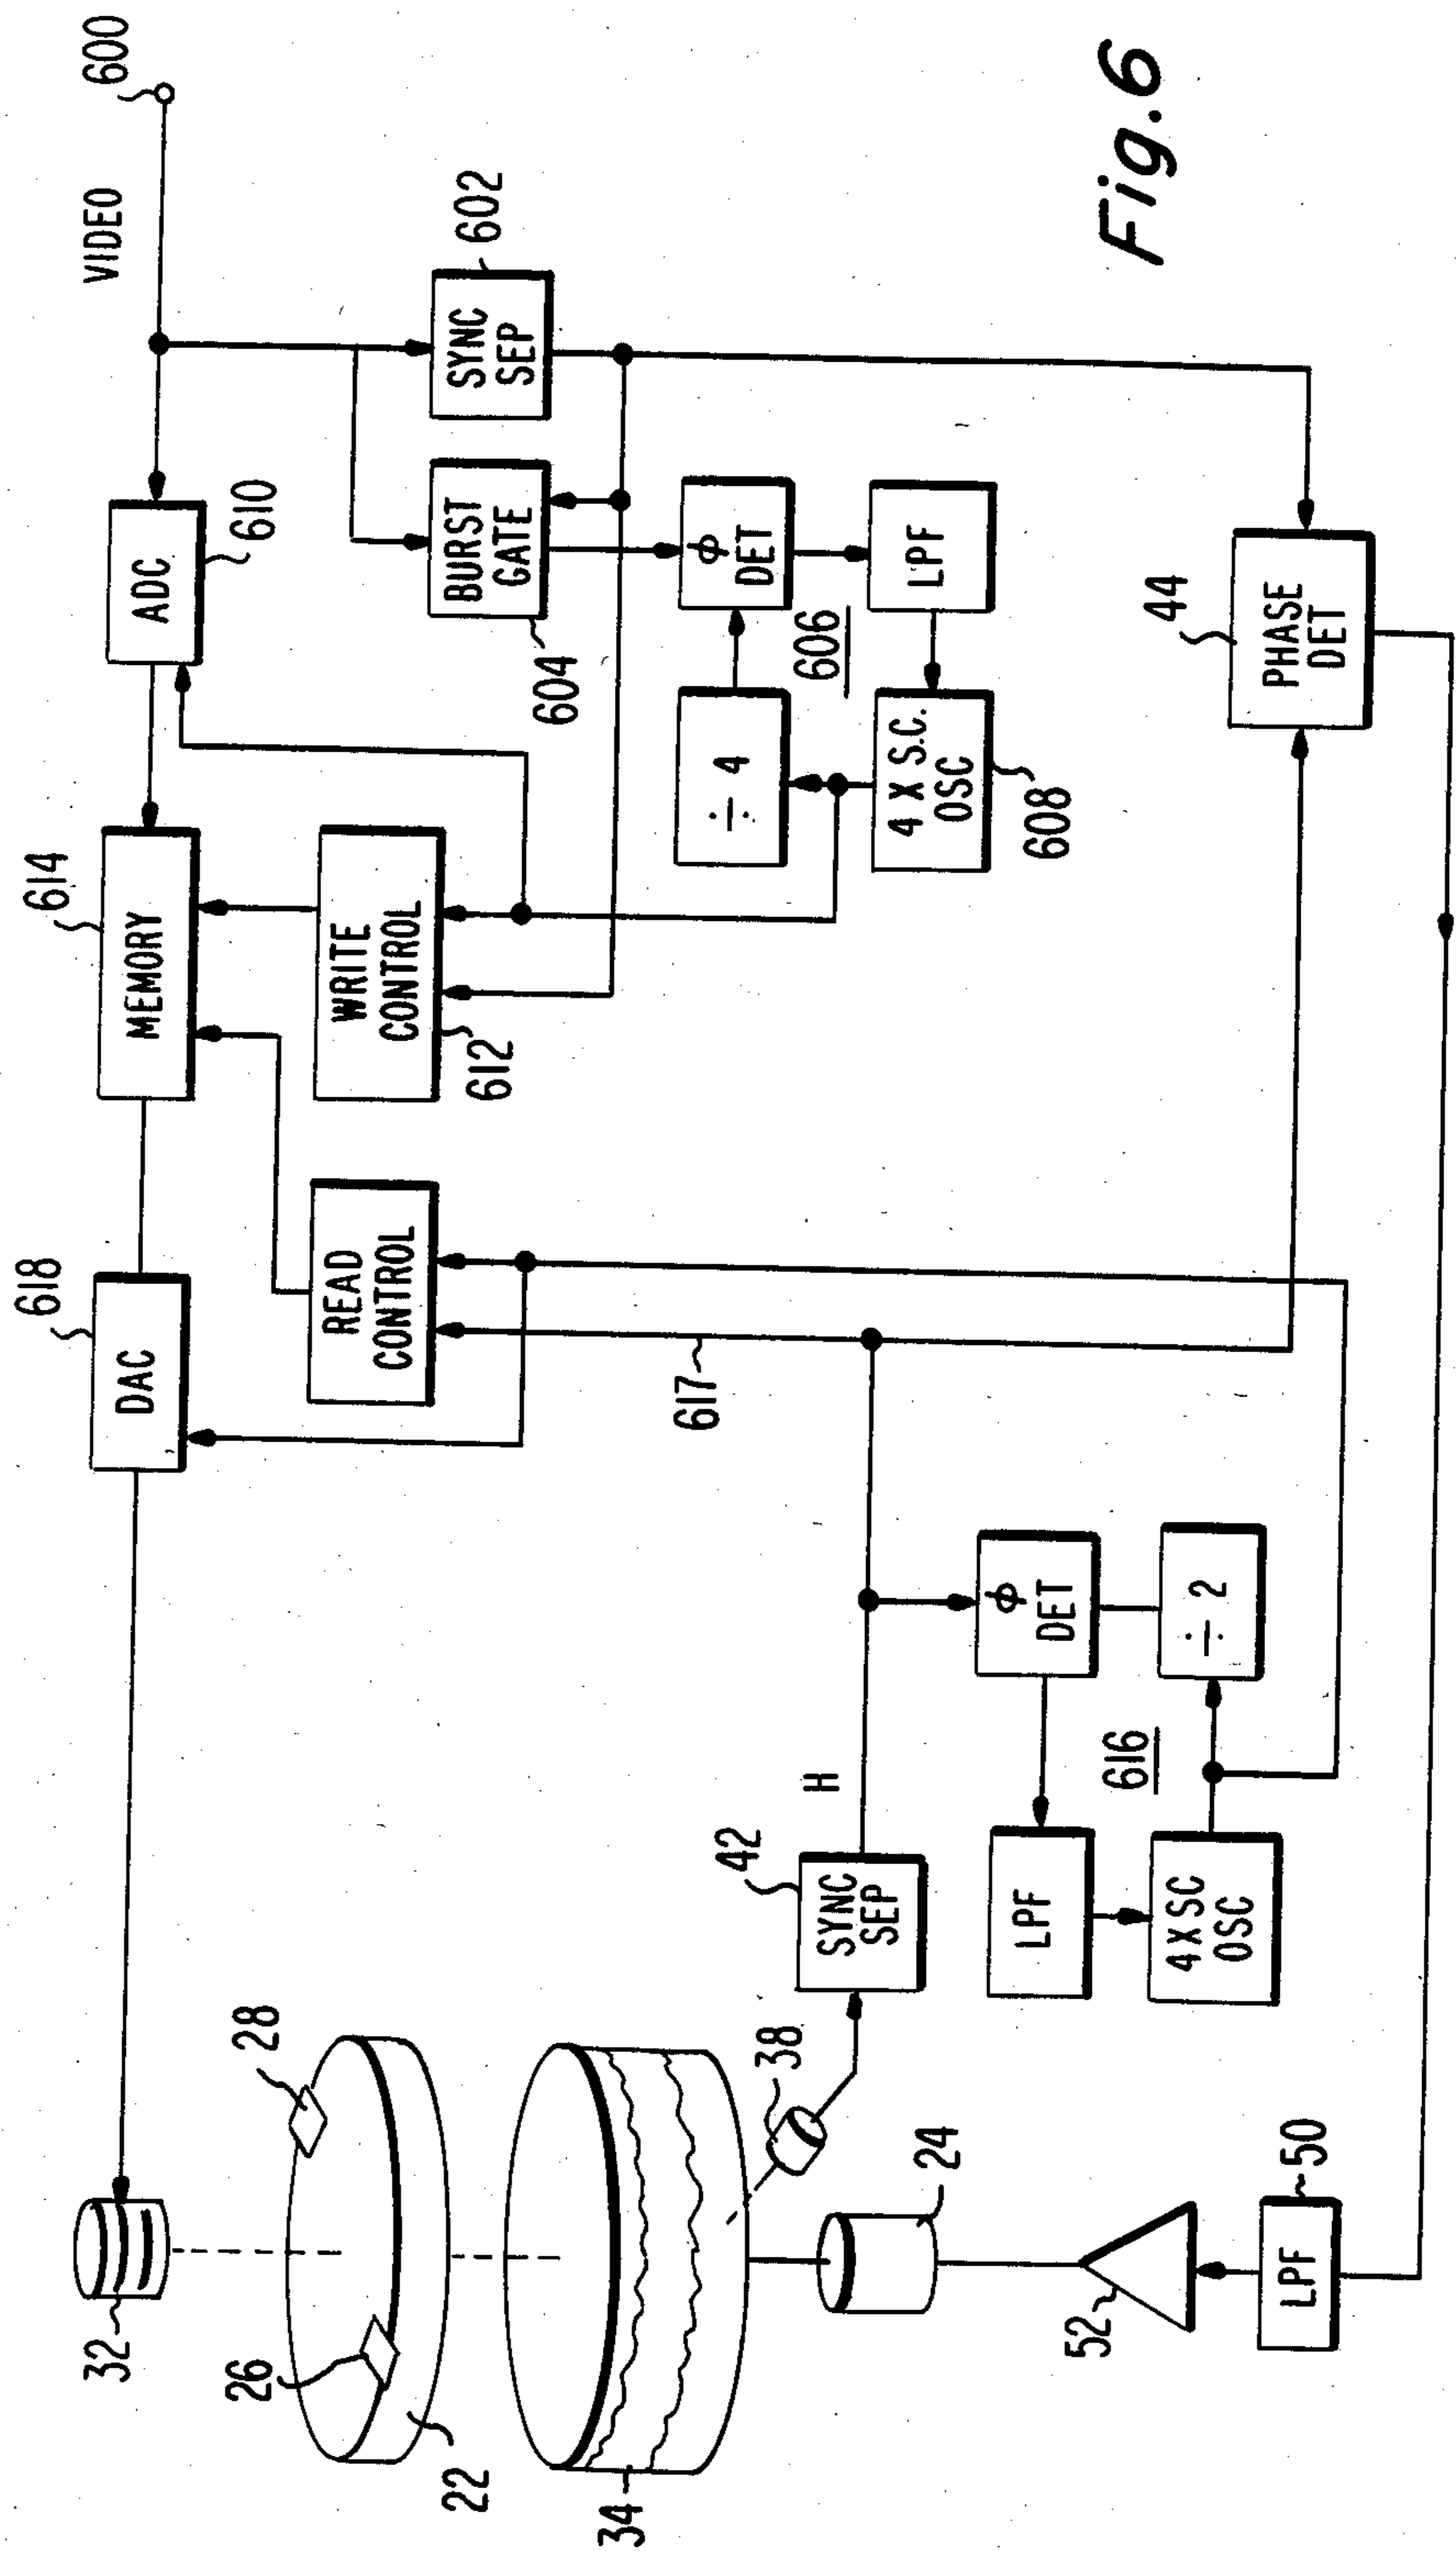 600
VIDEO
602
SYNC
SEP
610
ADC
BURST
GATE
604
φ
DET
LPF
606
÷ 4
4 X S.C.
OSC
608
44
PHASE
DET
614
MEMORY
WRITE
CONTROL
612
618
DAC
READ
CONTROL
617
H
φ
DET
÷ 2
616
LPF
4 X SC
OSC
42
SYNC
SEP
38
28
32
26
22
34
24
52
LPF
50
Fig. 6